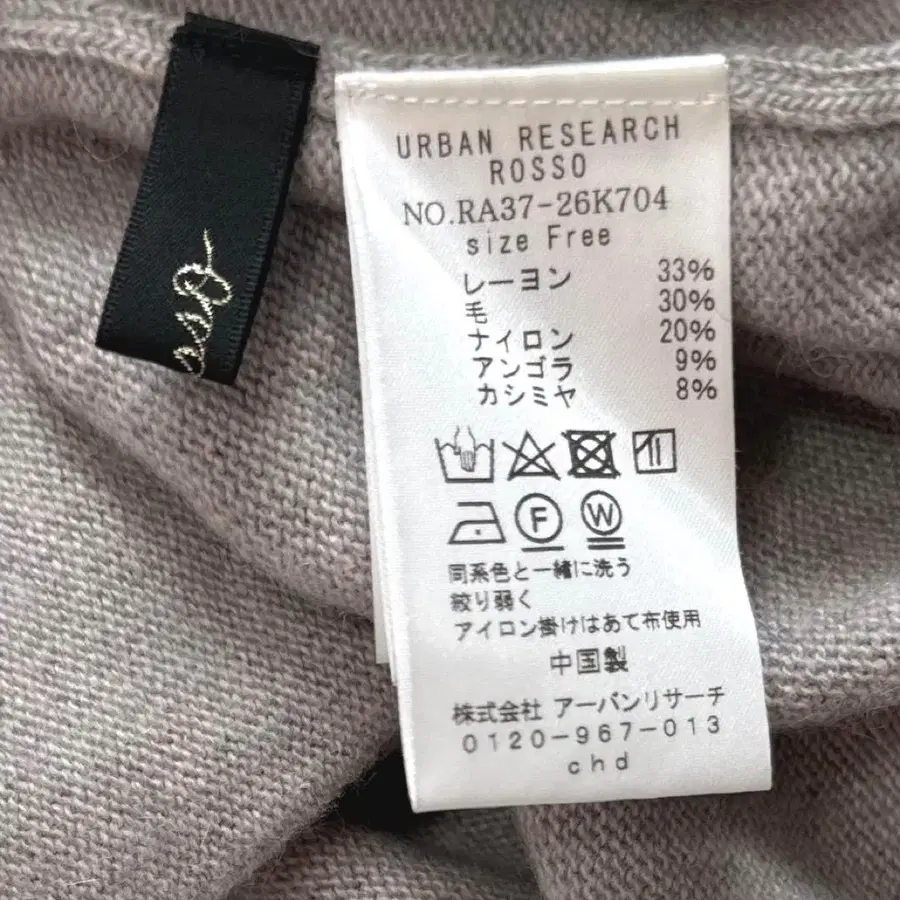 URBAN RESEARCH
ROSSO
NO.RA37-26K704
size Free
レーヨン 33%
毛 30%
ナイロン 20%
アンゴラ 9%
カシミヤ 8%
F W
同系色と一緒に洗う
絞り弱く
アイロン掛けはあて布使用
中国製
株式会社 アーバンリサーチ
0120-967-013
chd